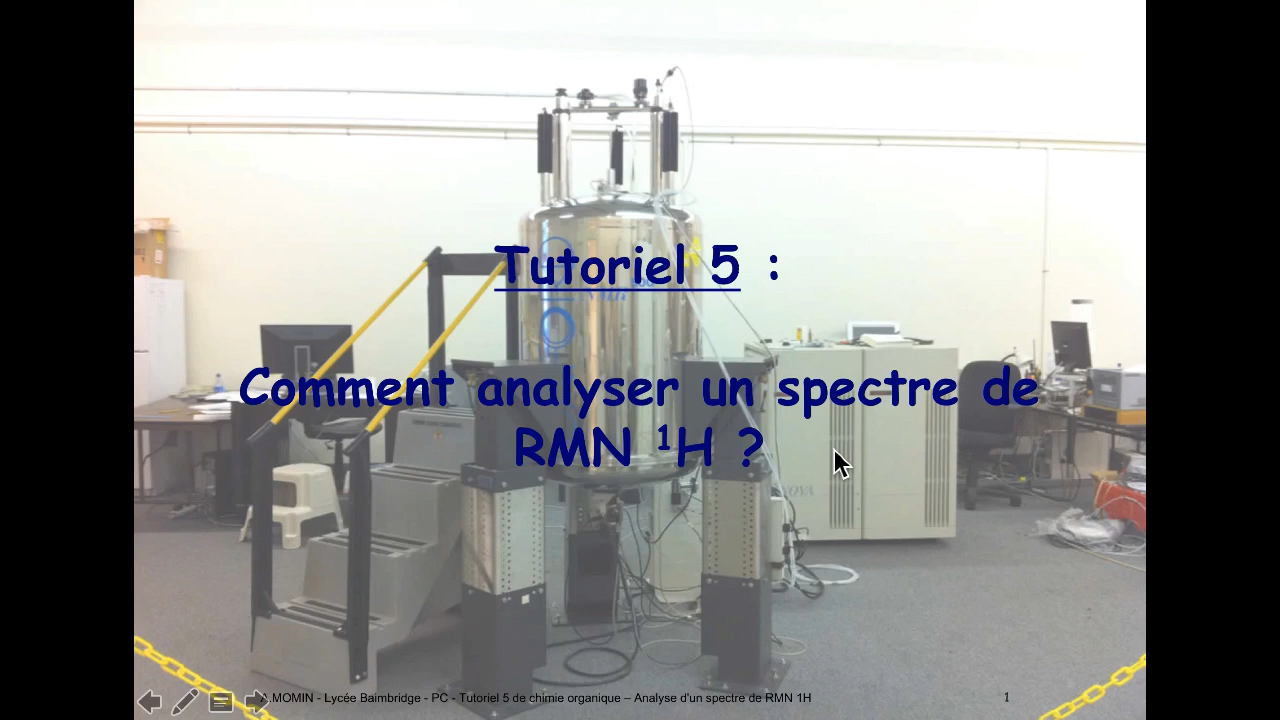 Tutoriel 5 :
Comment analyser un spectre de
RMN ¹H ?
.MOMIN - Lycée Baimbridge - PC - Tutoriel 5 de chimie organique – Analyse d'un spectre de RMN 1H
1